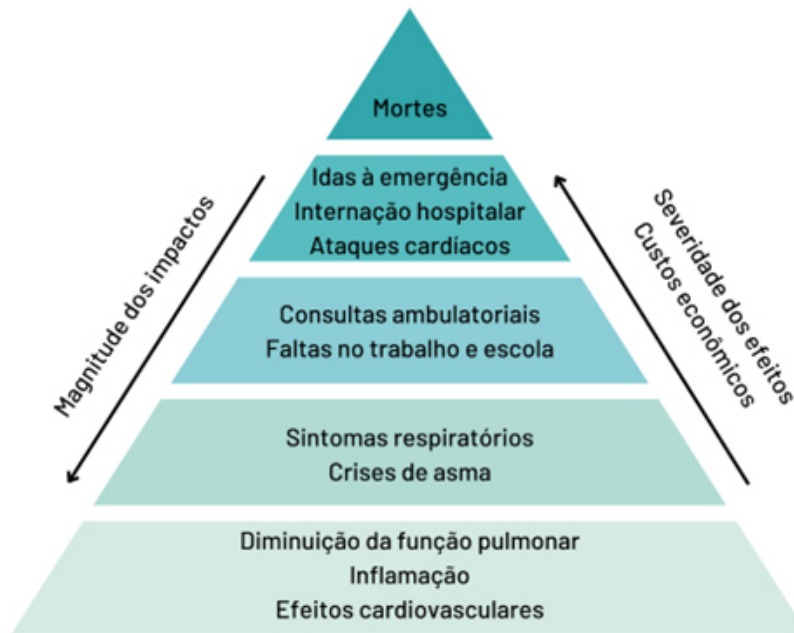 Mortes
Idas à emergência
Internação hospitalar
Ataques cardíacos
Magnitude dos impactos
Severidade dos efeitos
Custos econômicos
Consultas ambulatoriais
Faltas no trabalho e escola
Sintomas respiratórios
Crises de asma
Diminuição da função pulmonar
Inflamação
Efeitos cardiovasculares